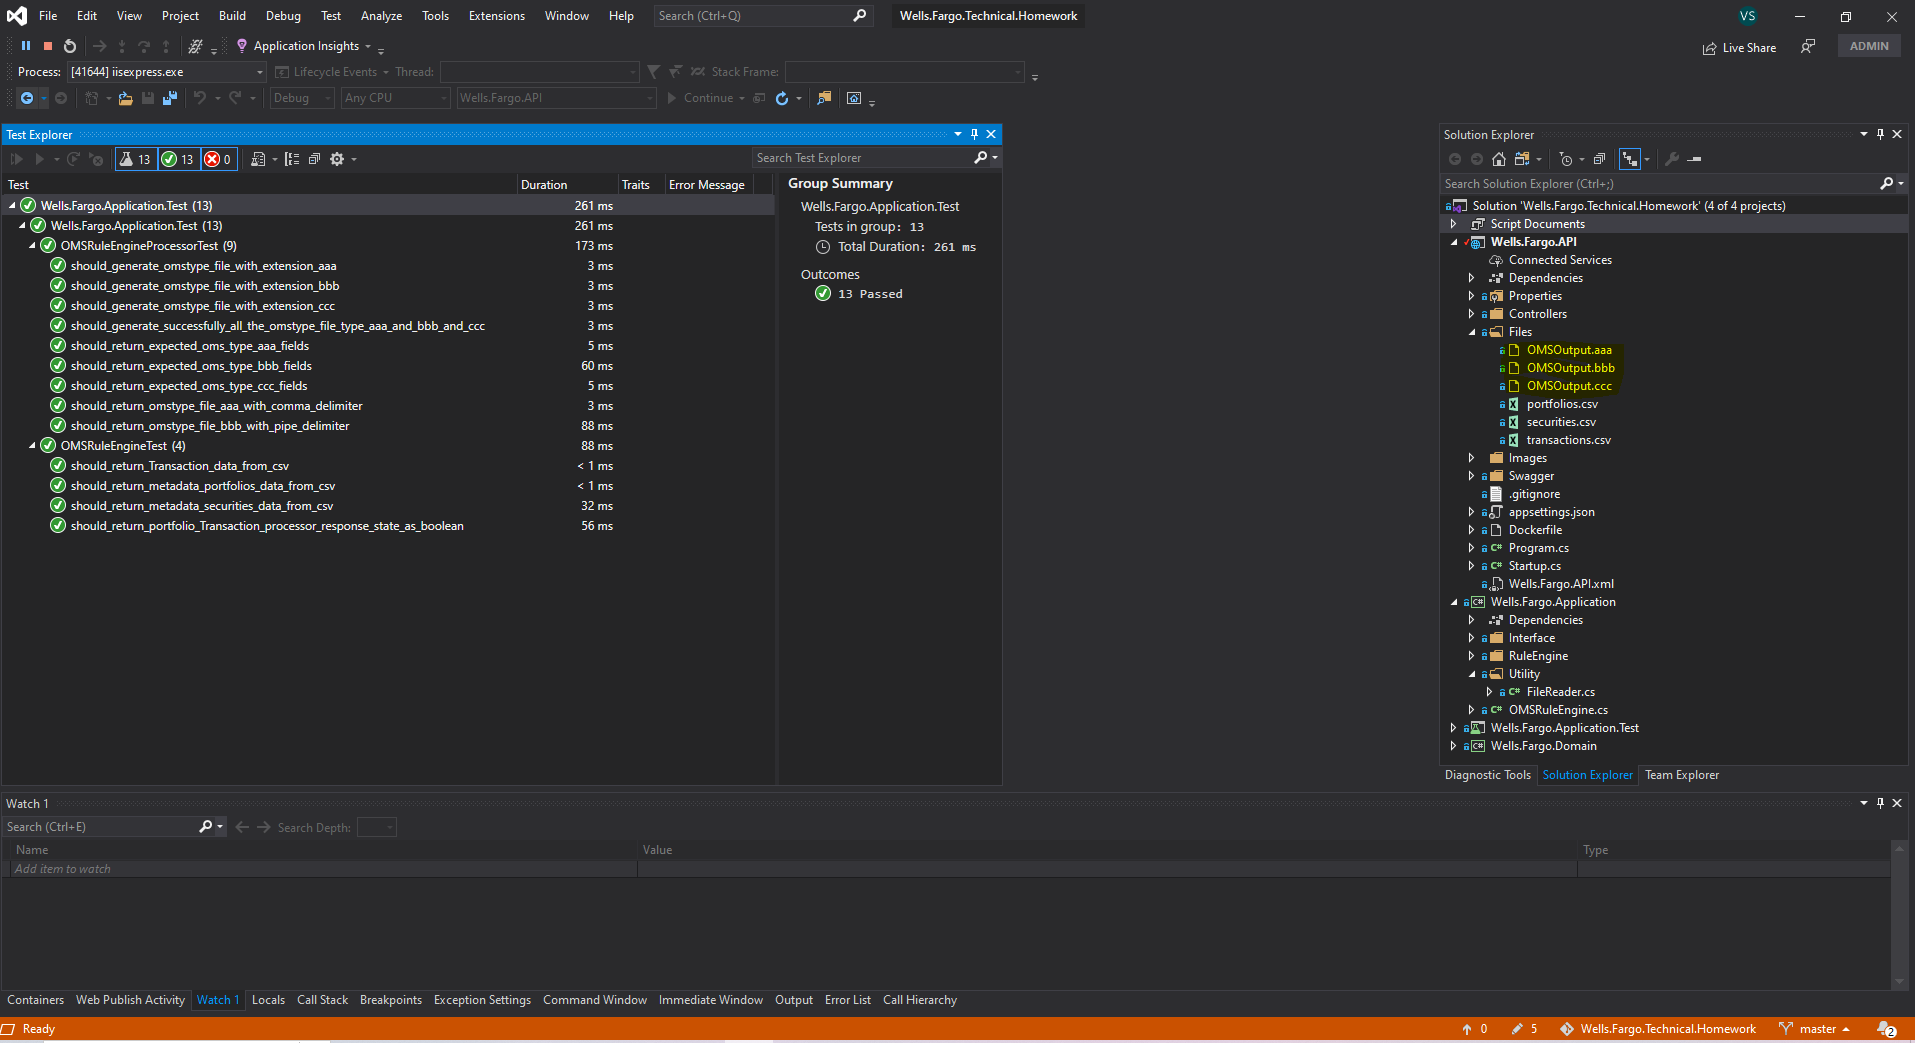 File Edit View Project Build Debug Test Analyze Tools Extensions Window Help Search (Ctrl+Q) Wells.Fargo.Technical.Homework VS
Application Insights Live Share ADMIN
Process: [41644] iisexpress.exe Lifecycle Events Thread: Stack Frame:
Debug Any CPU Wells.Fargo.API Continue
Test Explorer
13 13 0 Search Test Explorer
Test Duration Traits Error Message
Wells.Fargo.Application.Test (13) 261 ms
Wells.Fargo.Application.Test (13) 261 ms
OMSRuleEngineProcessorTest (9) 173 ms
should_generate_omstype_file_with_extension_aaa 3 ms
should_generate_omstype_file_with_extension_bbb 3 ms
should_generate_omstype_file_with_extension_ccc 3 ms
should_generate_successfully_all_the_omstype_file_type_aaa_and_bbb_and_ccc 3 ms
should_return_expected_oms_type_aaa_fields 5 ms
should_return_expected_oms_type_bbb_fields 60 ms
should_return_expected_oms_type_ccc_fields 5 ms
should_return_omstype_file_aaa_with_comma_delimiter 3 ms
should_return_omstype_file_bbb_with_pipe_delimiter 88 ms
OMSRuleEngineTest (4) 88 ms
should_return_Transaction_data_from_csv < 1 ms
should_return_metadata_portfolios_data_from_csv < 1 ms
should_return_metadata_securities_data_from_csv 32 ms
should_return_portfolio_Transaction_processor_response_state_as_boolean 56 ms
Group Summary
Wells.Fargo.Application.Test
Tests in group: 13
Total Duration: 261 ms
Outcomes
13 Passed
Solution Explorer
Search Solution Explorer (Ctrl+;)
Solution 'Wells.Fargo.Technical.Homework' (4 of 4 projects)
Script Documents
Wells.Fargo.API
Connected Services
Dependencies
Properties
Controllers
Files
OMSOutput.aaa
OMSOutput.bbb
OMSOutput.ccc
portfolios.csv
securities.csv
transactions.csv
Images
Swagger
.gitignore
appsettings.json
Dockerfile
C# Program.cs
C# Startup.cs
Wells.Fargo.API.xml
C# Wells.Fargo.Application
Dependencies
Interface
RuleEngine
Utility
C# FileReader.cs
C# OMSRuleEngine.cs
Wells.Fargo.Application.Test
C# Wells.Fargo.Domain
Diagnostic Tools Solution Explorer Team Explorer
Watch 1
Search (Ctrl+E) Search Depth:
Name Value Type
Add item to watch
Containers Web Publish Activity Watch 1 Locals Call Stack Breakpoints Exception Settings Command Window Immediate Window Output Error List Call Hierarchy
Ready 0 5 Wells.Fargo.Technical.Homework master 2